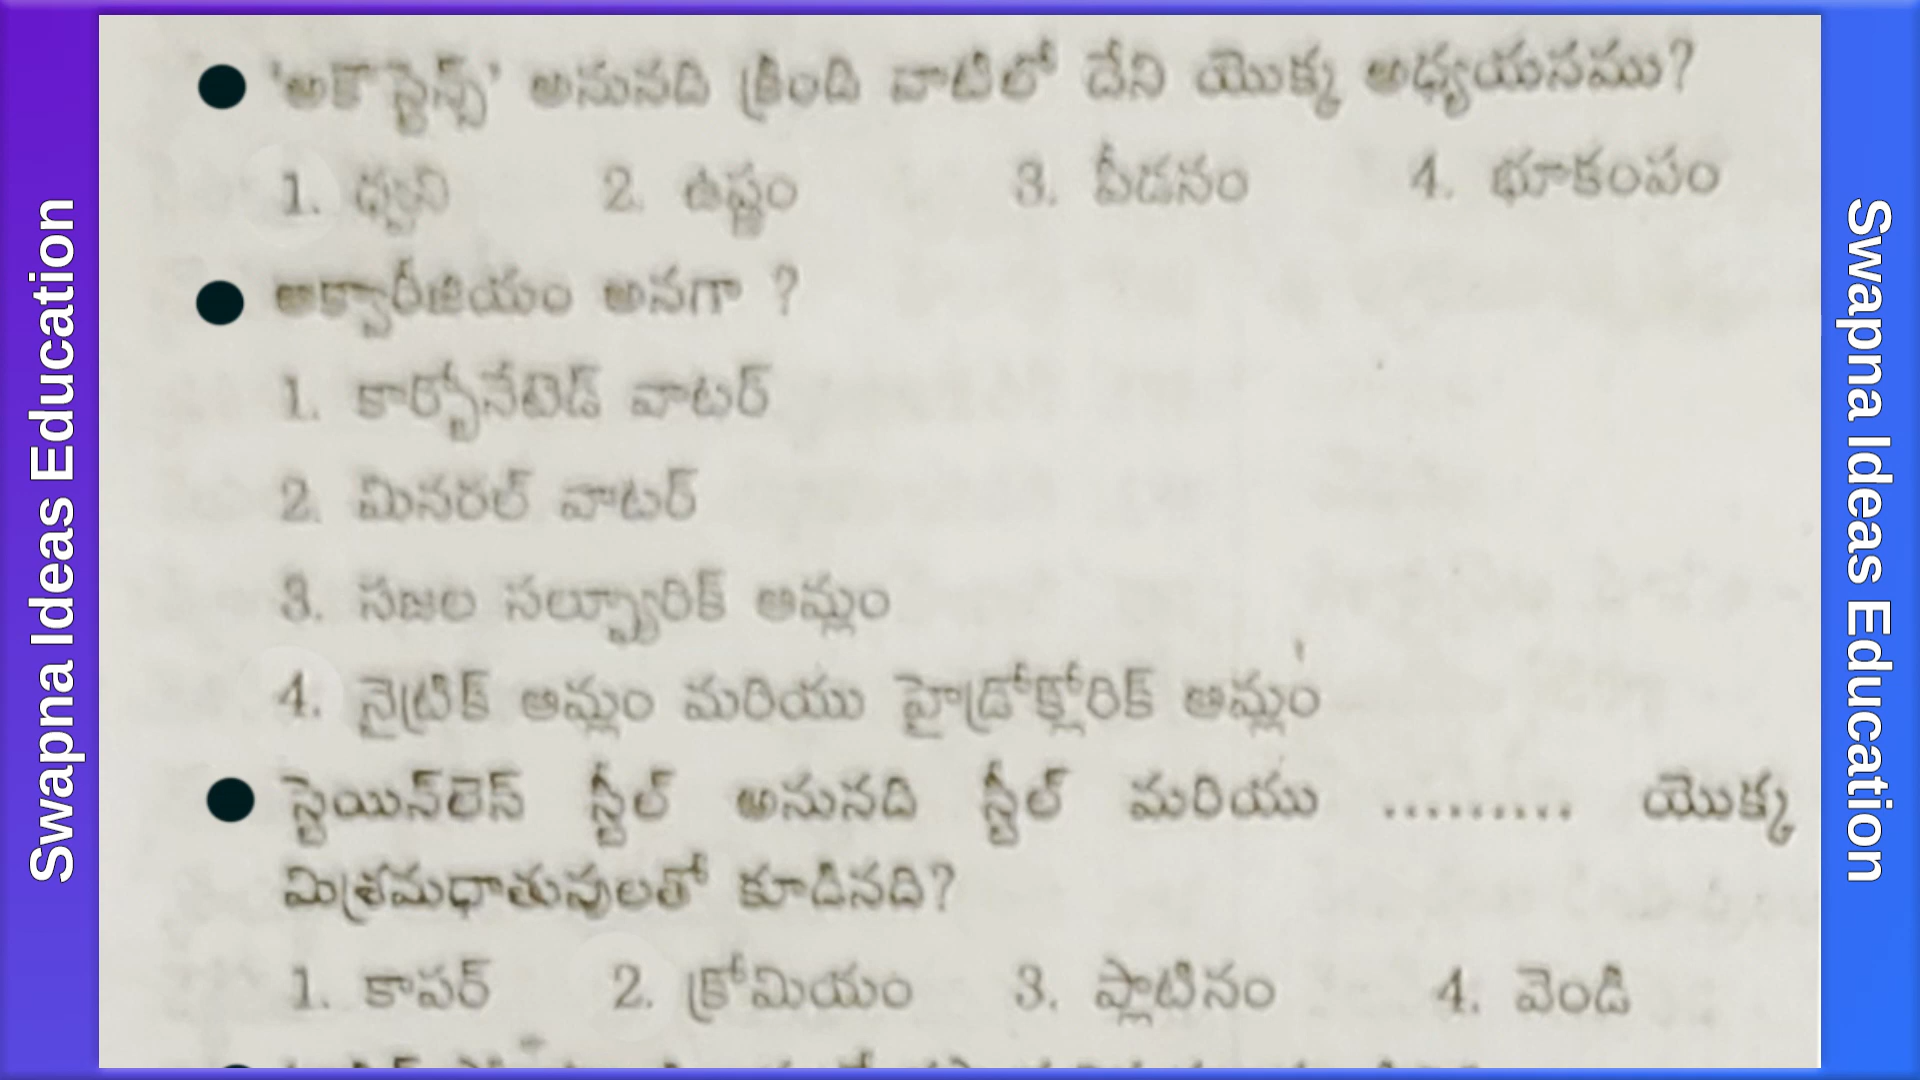 Swapna Ideas Education
'అకౌస్టిన్స్' అనునది క్రింది వాటిలో దేని యొక్క అధ్యయనము?
1. ధ్వని 2. ఉష్ణం 3. పీడనం 4. భూకంపం
అక్వారీజియం అనగా ?
1. కార్బోనేటెడ్ వాటర్
2. మినరల్ వాటర్
3. సజల సల్ఫ్యూరిక్ ఆమ్లం
4. నైట్రిక్ ఆమ్లం మరియు హైడ్రోక్లోరిక్ ఆమ్లం
స్టెయిన్‌లెస్ స్టీల్ అనునది స్టీల్ మరియు ......... యొక్క
మిశ్రమధాతువులతో కూడినది?
1. కాపర్ 2. క్రోమియం 3. ప్లాటినం 4. వెండి
Swapna Ideas Education